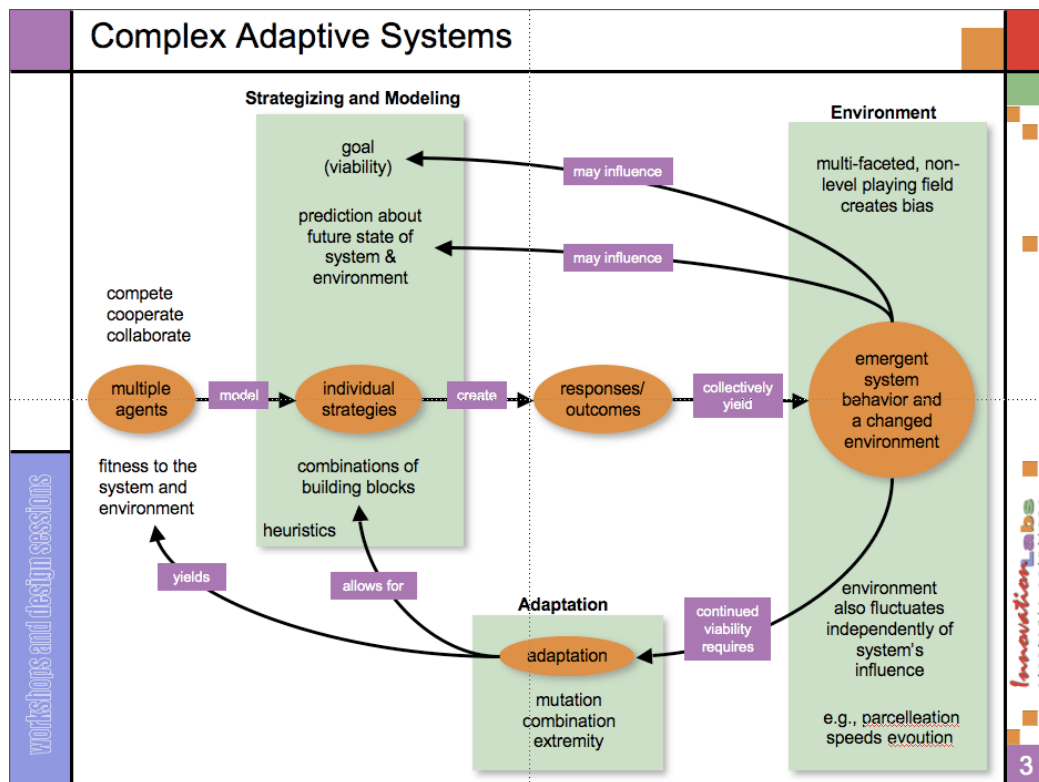 Complex Adaptive Systems
Strategizing and Modeling
goal
(viability)
prediction about
future state of
system &
environment
may influence
may influence
Environment
multi-faceted, non-
level playing field
creates bias
compete
cooperate
collaborate
multiple
agents
model
individual
strategies
create
responses/
outcomes
collectively
yield
emergent
system
behavior and
a changed
environment
fitness to the
system and
environment
combinations of
building blocks
heuristics
yields
allows for
Adaptation
adaptation
mutation
combination
extremity
continued
viability
requires
environment
also fluctuates
independently of
system's
influence
e.g., parcelleation
speeds evoution
workshops and design sessions
InnovationLabs
3